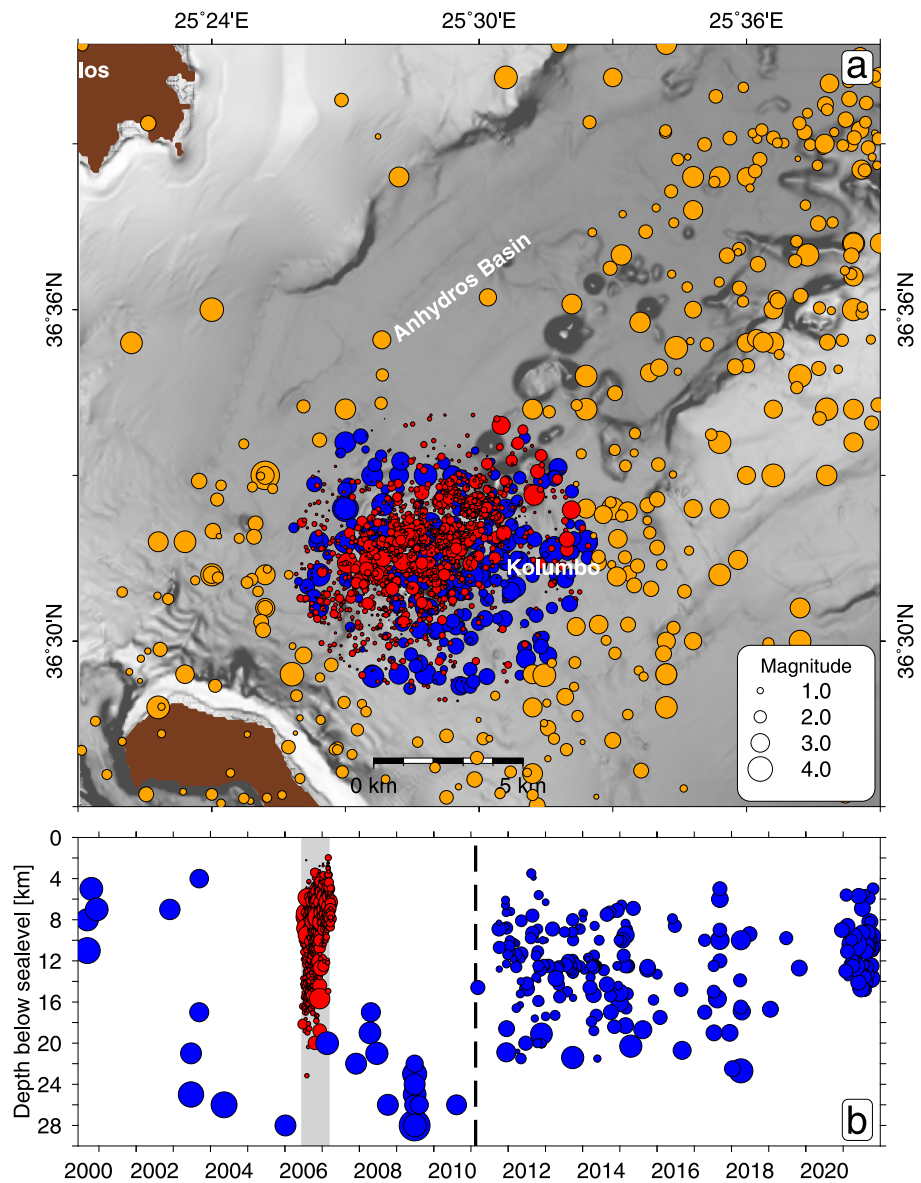 25˚24'E 25˚30'E 25˚36'E
Ios
a
36˚36'N
36˚36'N
Anhydros Basin
Kolumbo
36˚30'N
36˚30'N
Magnitude
1.0
2.0
3.0
4.0
0 km 5 km
0
4
8
12
16
20
24
28
Depth below sealevel [km]
b
2000 2002 2004 2006 2008 2010 2012 2014 2016 2018 2020